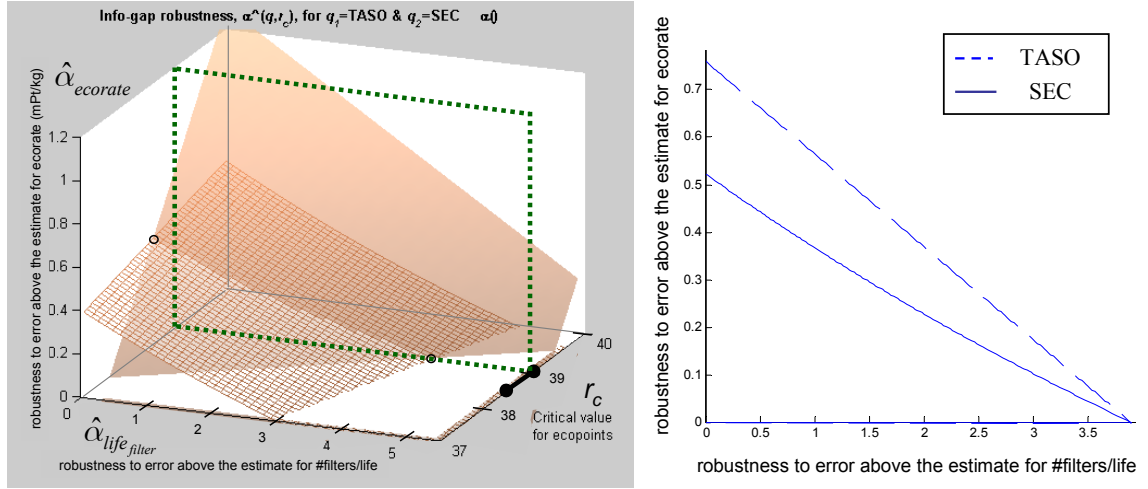 Info-gap robustness, α^(q,r_c), for q_1=TASO & q_2=SEC α()
α̂_ecorate
robustness to error above the estimate for ecorate (mPt/kg)
1.2
1
0.8
0.6
0.4
0.2
0
0
1
2
3
4
5
37
38
39
40
r_c
Critical value
for ecopoints
α̂_life_filter
robustness to error above the estimate for #filters/life
robustness to error above the estimate for ecorate
0.7
0.6
0.5
0.4
0.3
0.2
0.1
0
0
0.5
1
1.5
2
2.5
3
3.5
TASO
SEC
robustness to error above the estimate for #filters/life